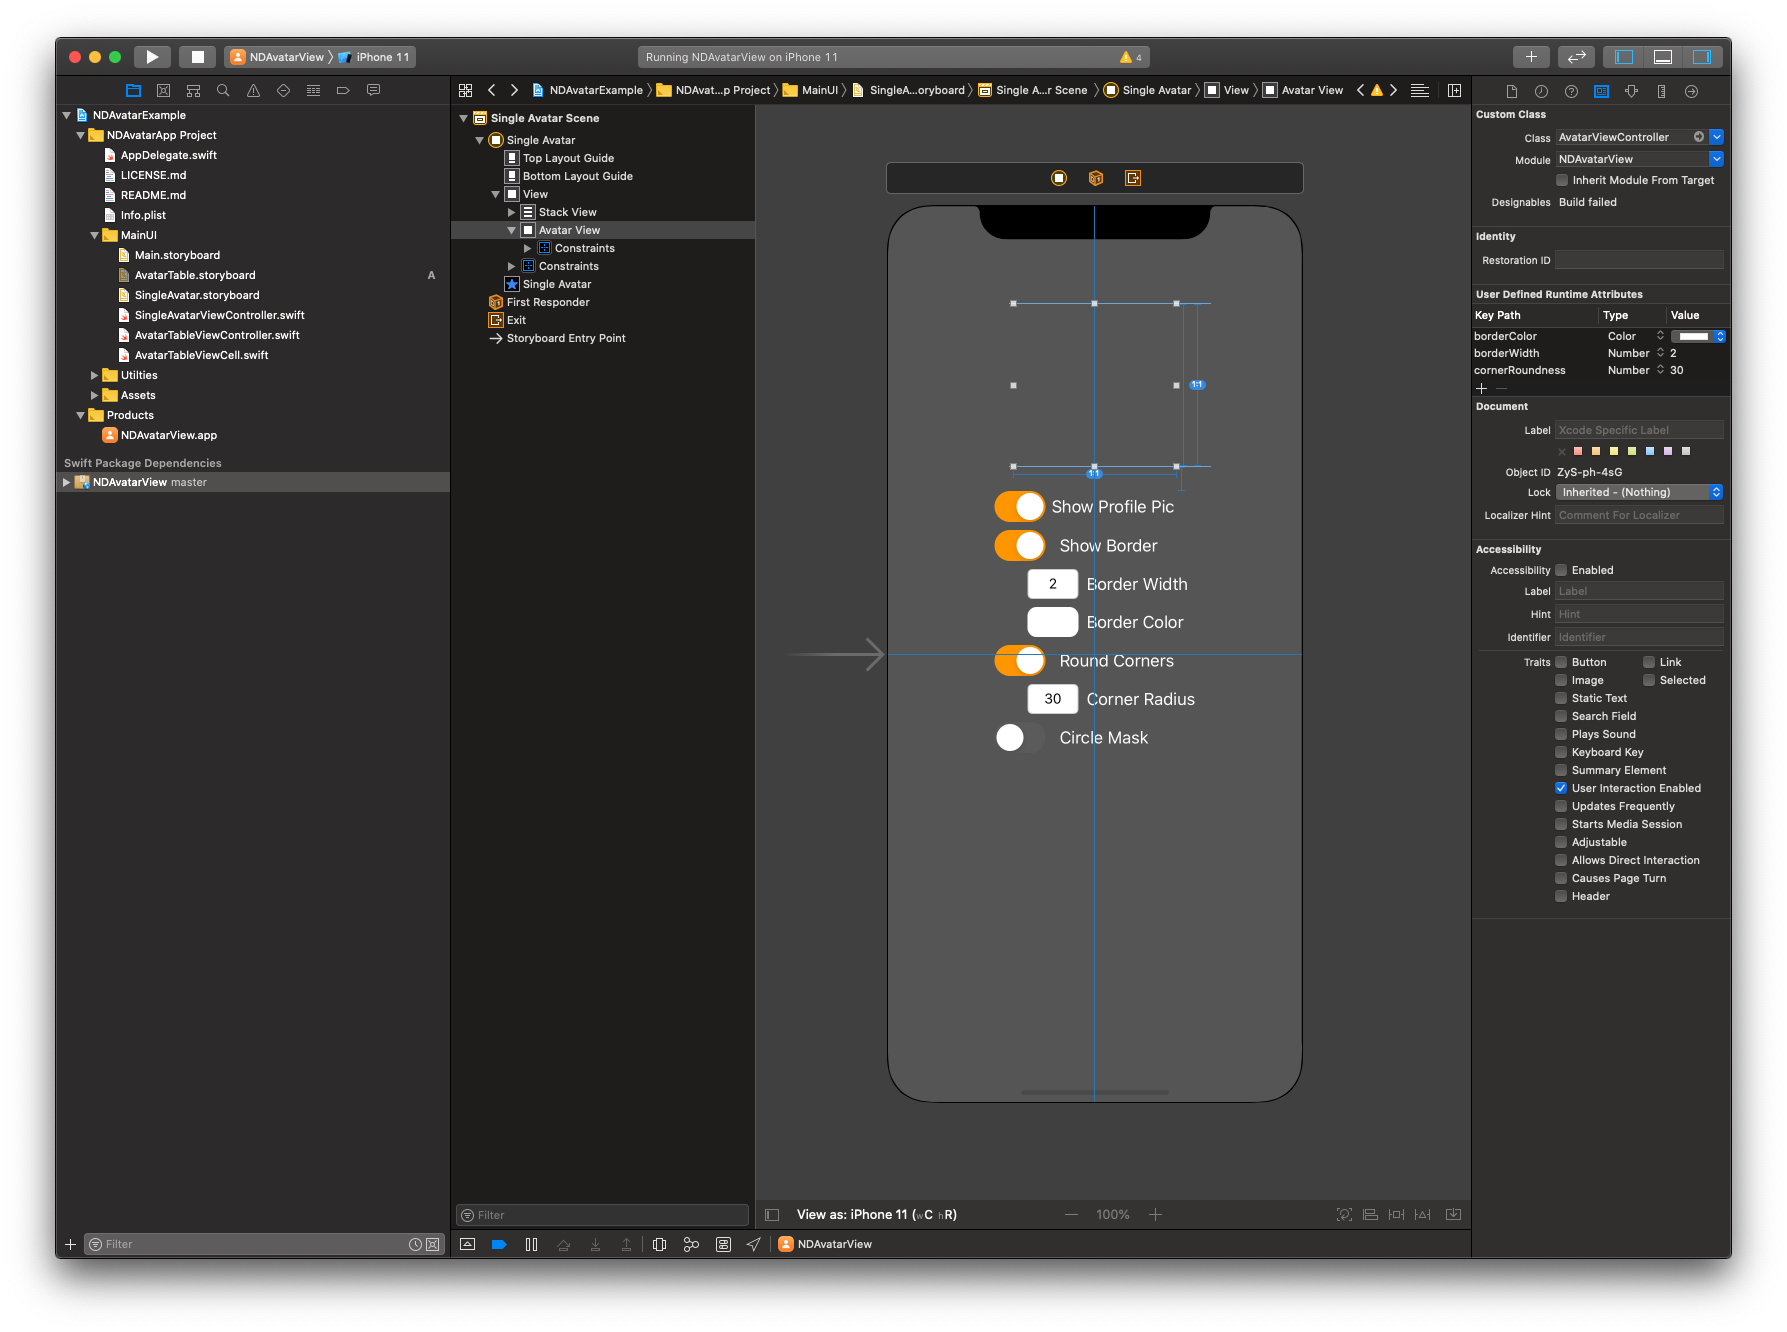 NDAvatarView 〉 iPhone 11
Running NDAvatarView on iPhone 11
4
NDAvatarExample
NDAvatarApp Project
AppDelegate.swift
LICENSE.md
README.md
Info.plist
MainUI
Main.storyboard
AvatarTable.storyboard
A
SingleAvatar.storyboard
SingleAvatarViewController.swift
AvatarTableViewController.swift
AvatarTableViewCell.swift
Utilties
Assets
Products
NDAvatarView.app
Swift Package Dependencies
NDAvatarView master
Filter
NDAvatarExample 〉 NDAvat...p Project 〉 MainUI 〉 SingleA...oryboard 〉 Single A...r Scene 〉 Single Avatar 〉 View 〉 Avatar View
Single Avatar Scene
Single Avatar
Top Layout Guide
Bottom Layout Guide
View
Stack View
Avatar View
Constraints
Constraints
Single Avatar
First Responder
Exit
Storyboard Entry Point
Filter
1:1
1:1
Show Profile Pic
Show Border
2 Border Width
Border Color
Round Corners
30 Corner Radius
Circle Mask
View as: iPhone 11 (wC hR)
100%
NDAvatarView
Custom Class
Class AvatarViewController
Module NDAvatarView
Inherit Module From Target
Designables Build failed
Identity
Restoration ID
User Defined Runtime Attributes
Key Path Type Value
borderColor Color
borderWidth Number 2
cornerRoundness Number 30
Document
Label Xcode Specific Label
Object ID ZyS-ph-4sG
Lock Inherited - (Nothing)
Localizer Hint Comment For Localizer
Accessibility
Accessibility Enabled
Label Label
Hint Hint
Identifier Identifier
Traits Button Link
Image Selected
Static Text
Search Field
Plays Sound
Keyboard Key
Summary Element
User Interaction Enabled
Updates Frequently
Starts Media Session
Adjustable
Allows Direct Interaction
Causes Page Turn
Header